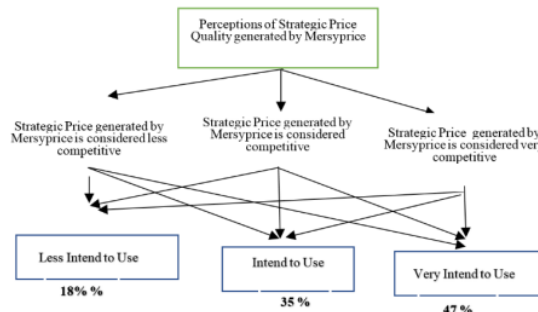 Perceptions of Strategic Price
Quality generated by Mersyprice
Strategic Price generated by
Mersyprice is considered less
competitive
Strategic Price generated by
Mersyprice is considered
competitive
Strategic Price generated by
Mersyprice is considered very
competitive
Less Intend to Use
Intend to Use
Very Intend to Use
18% %
35 %
47 %